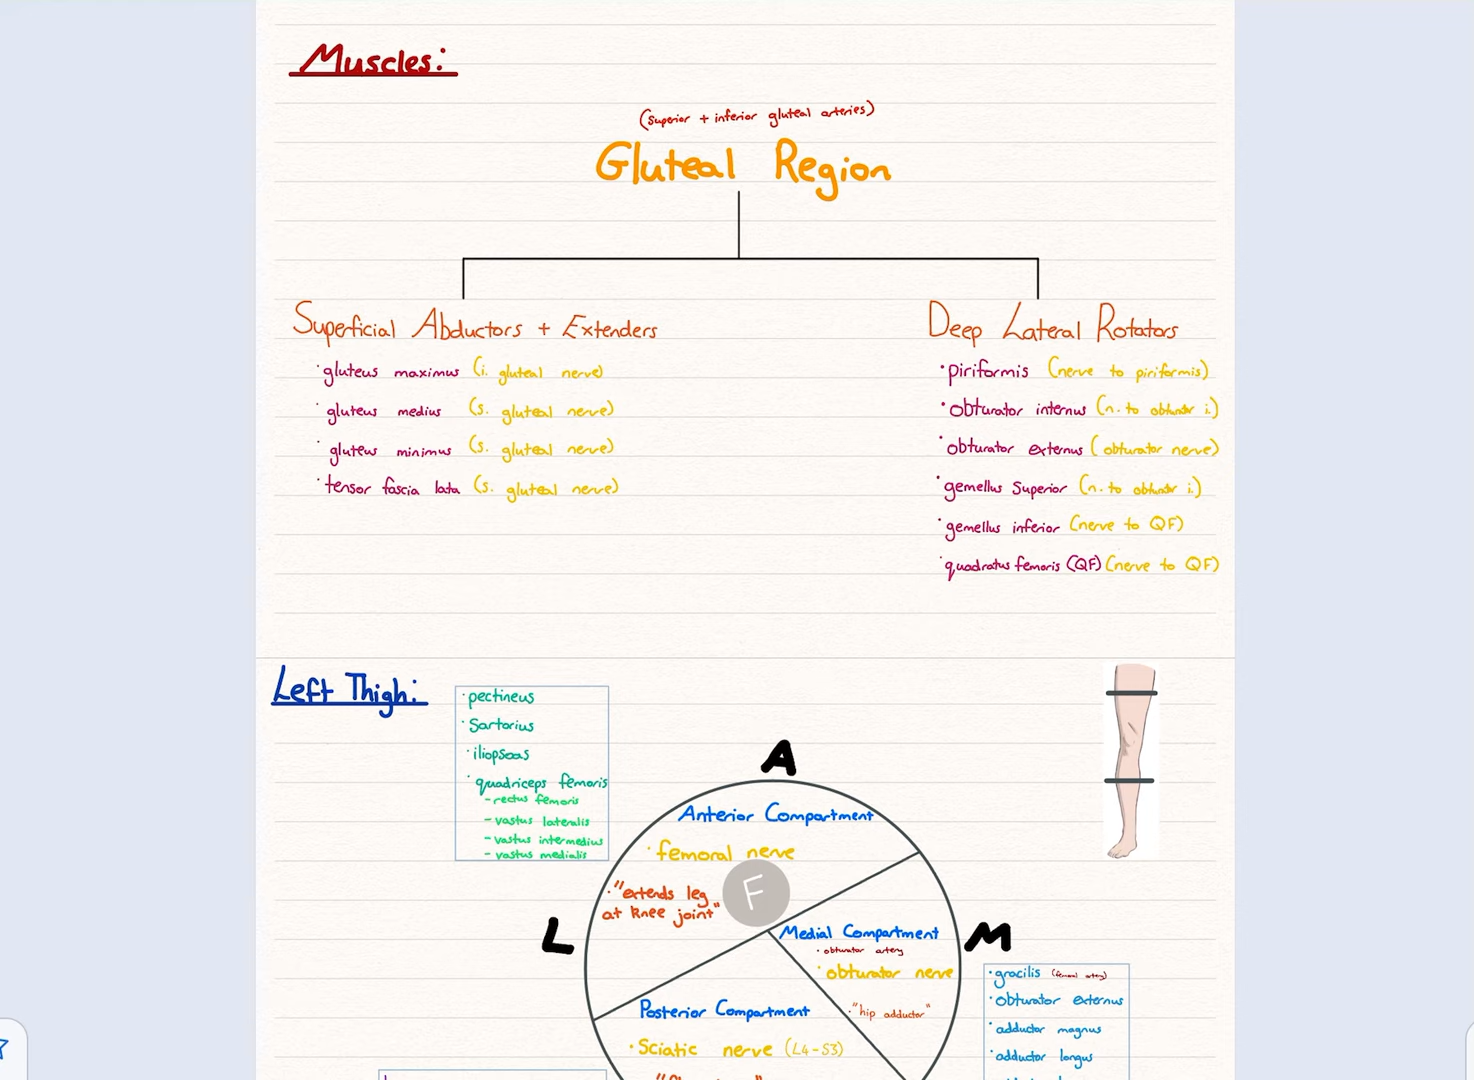 Muscles:
(superior + inferior gluteal arteries)
Gluteal Region
Superficial Abductors + Extenders
·gluteus maximus (i. gluteal nerve)
·gluteus medius (s. gluteal nerve)
·gluteus minimus (s. gluteal nerve)
·tensor fascia lata (s. gluteal nerve)
Deep Lateral Rotators
·piriformis (nerve to piriformis)
·obturator internus (n. to obturator i.)
·obturator externus (obturator nerve)
·gemellus superior (n. to obturator i.)
·gemellus inferior (nerve to QF)
·quadratus femoris (QF) (nerve to QF)
Left Thigh:
·pectineus
·Sartorius
·iliopsoas
·quadriceps femoris
-rectus femoris
-vastus lateralis
-vastus intermedius
-vastus medialis
A
Anterior Compartment
·femoral nerve
·"extends leg
at knee joint"
F
L
M
Medial Compartment
·obturator artery
·obturator nerve
·"hip adductor"
Posterior Compartment
·Sciatic nerve (L4-S3)
·gracilis (femoral artery)
·obturator externus
·adductor magnus
·adductor longus